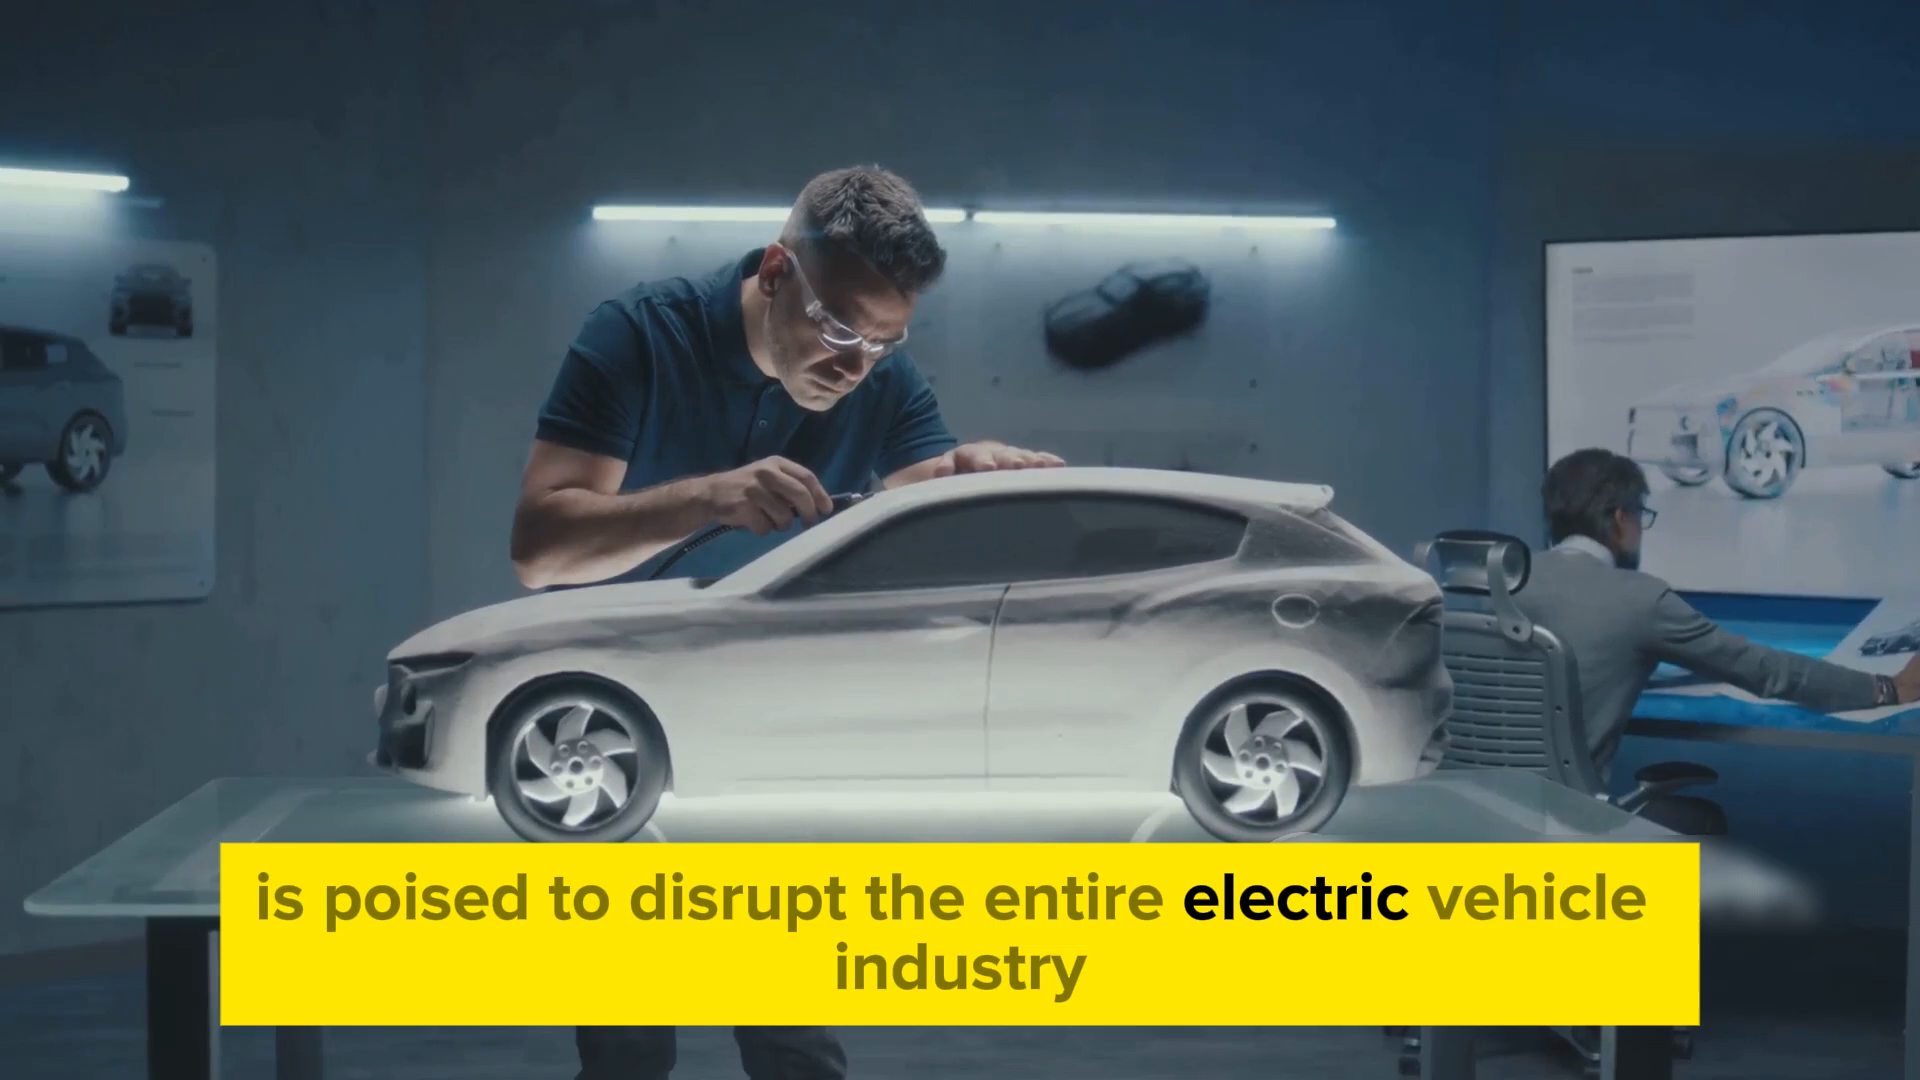 is poised to disrupt the entire electric vehicle
industry